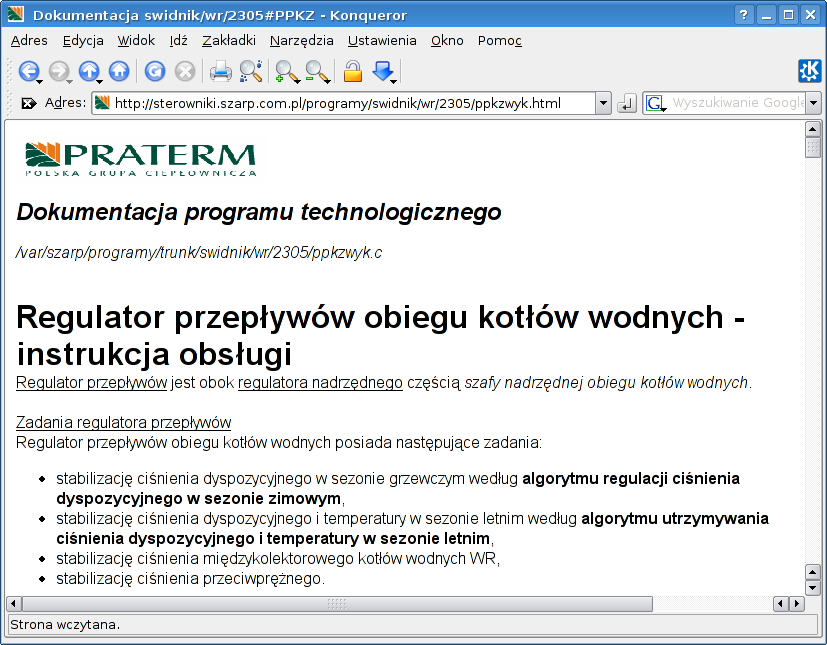 Dokumentacja swidnik/wr/2305#PPKZ - Konqueror
Adres Edycja Widok Idź Zakładki Narzędzia Ustawienia Okno Pomoc
Adres: http://sterowniki.szarp.com.pl/programy/swidnik/wr/2305/ppkzwyk.html Wyszukiwanie Google
PRATERM
POLSKA GRUPA CIEPŁOWNICZA
Dokumentacja programu technologicznego
/var/szarp/programy/trunk/swidnik/wr/2305/ppkzwyk.c
Regulator przepływów obiegu kotłów wodnych -
instrukcja obsługi
Regulator przepływów jest obok regulatora nadrzędnego częścią szafy nadrzędnej obiegu kotłów wodnych.
Zadania regulatora przepływów
Regulator przepływów obiegu kotłów wodnych posiada następujące zadania:
stabilizację ciśnienia dyspozycyjnego w sezonie grzewczym według algorytmu regulacji ciśnienia
dyspozycyjnego w sezonie zimowym,
stabilizację ciśnienia dyspozycyjnego i temperatury w sezonie letnim według algorytmu utrzymywania
ciśnienia dyspozycyjnego i temperatury w sezonie letnim,
stabilizację ciśnienia międzykolektorowego kotłów wodnych WR,
stabilizację ciśnienia przeciwprężnego.
Strona wczytana.